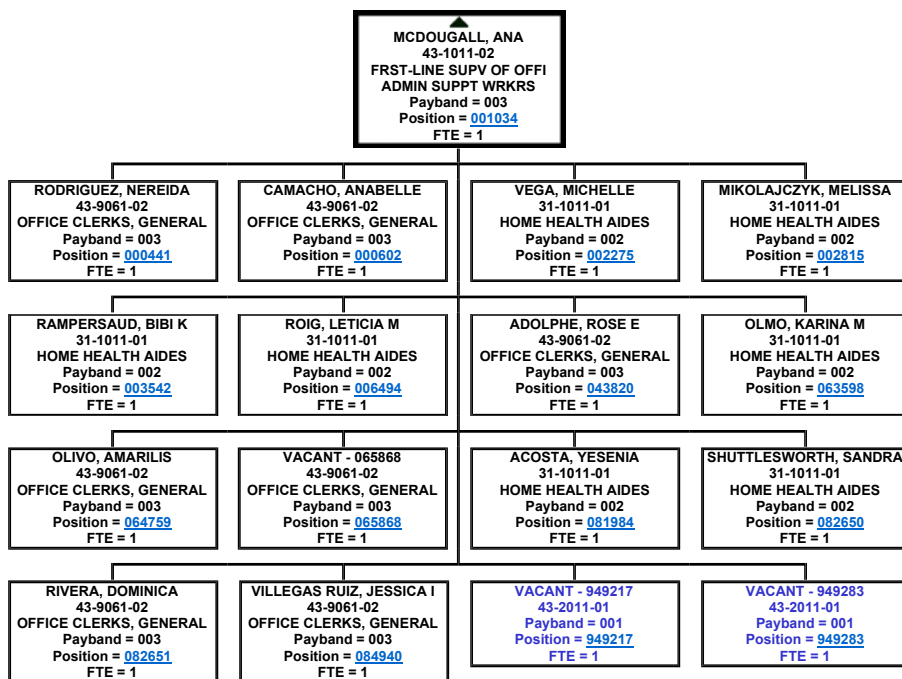 MCDOUGALL, ANA
43-1011-02
FRST-LINE SUPV OF OFFI
ADMIN SUPPT WRKRS
Payband = 003
Position = 001034
FTE = 1
RODRIGUEZ, NEREIDA
43-9061-02
OFFICE CLERKS, GENERAL
Payband = 003
Position = 000441
FTE = 1
CAMACHO, ANABELLE
43-9061-02
OFFICE CLERKS, GENERAL
Payband = 003
Position = 000602
FTE = 1
VEGA, MICHELLE
31-1011-01
HOME HEALTH AIDES
Payband = 002
Position = 002275
FTE = 1
MIKOLAJCZYK, MELISSA
31-1011-01
HOME HEALTH AIDES
Payband = 002
Position = 002815
FTE = 1
RAMPERSAUD, BIBI K
31-1011-01
HOME HEALTH AIDES
Payband = 002
Position = 003542
FTE = 1
ROIG, LETICIA M
31-1011-01
HOME HEALTH AIDES
Payband = 002
Position = 006494
FTE = 1
ADOLPHE, ROSE E
43-9061-02
OFFICE CLERKS, GENERAL
Payband = 003
Position = 043820
FTE = 1
OLMO, KARINA M
31-1011-01
HOME HEALTH AIDES
Payband = 002
Position = 063598
FTE = 1
OLIVO, AMARILIS
43-9061-02
OFFICE CLERKS, GENERAL
Payband = 003
Position = 064759
FTE = 1
VACANT - 065868
43-9061-02
OFFICE CLERKS, GENERAL
Payband = 003
Position = 065868
FTE = 1
ACOSTA, YESENIA
31-1011-01
HOME HEALTH AIDES
Payband = 002
Position = 081984
FTE = 1
SHUTTLESWORTH, SANDRA
31-1011-01
HOME HEALTH AIDES
Payband = 002
Position = 082650
FTE = 1
RIVERA, DOMINICA
43-9061-02
OFFICE CLERKS, GENERAL
Payband = 003
Position = 082651
FTE = 1
VILLEGAS RUIZ, JESSICA I
43-9061-02
OFFICE CLERKS, GENERAL
Payband = 003
Position = 084940
FTE = 1
VACANT - 949217
43-2011-01
Payband = 001
Position = 949217
FTE = 1
VACANT - 949283
43-2011-01
Payband = 001
Position = 949283
FTE = 1